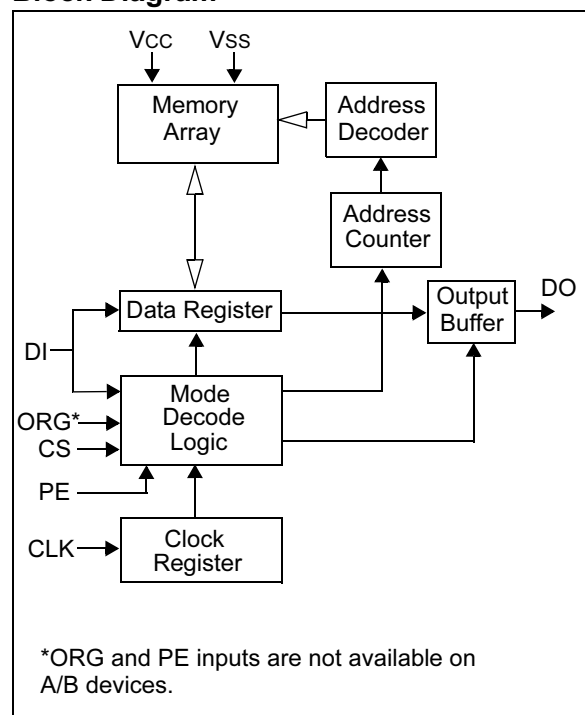 Block Diagram
VCC
VSS
Memory
Array
Address
Decoder
Address
Counter
Data Register
Output
Buffer
DO
DI
Mode
Decode
Logic
ORG*
CS
PE
CLK
Clock
Register
*ORG and PE inputs are not available on
A/B devices.